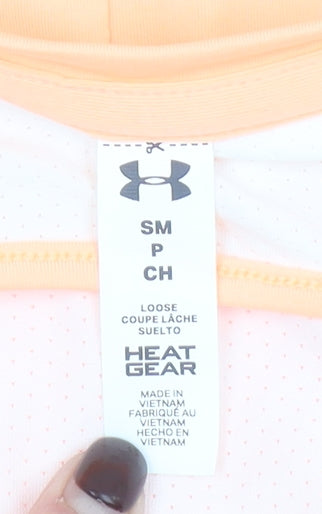 SM
P
CH
LOOSE
COUPE LÂCHE
SUELTO
HEAT
GEAR
MADE IN
VIETNAM
FABRIQUÉ AU
VIETNAM
HECHO EN
VIETNAM